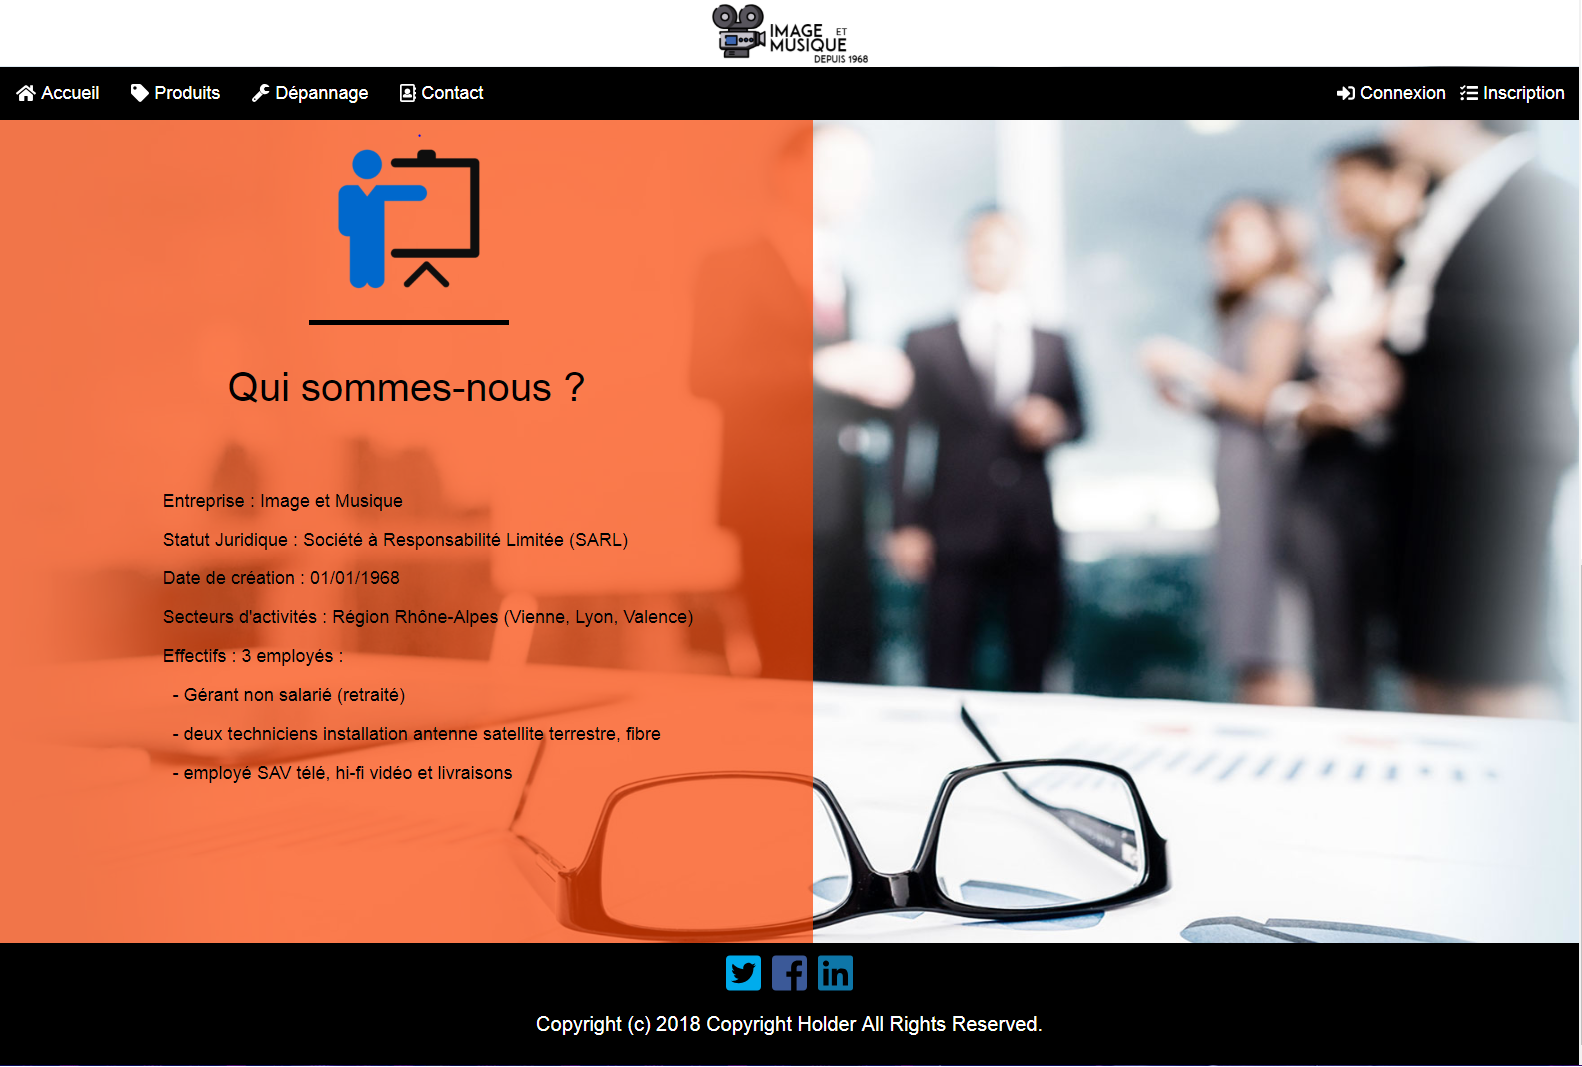 IMAGE ET
MUSIQUE
DEPUIS 1968
Accueil Produits Dépannage Contact Connexion Inscription
Qui sommes-nous ?
Entreprise : Image et Musique
Statut Juridique : Société à Responsabilité Limitée (SARL)
Date de création : 01/01/1968
Secteurs d'activités : Région Rhône-Alpes (Vienne, Lyon, Valence)
Effectifs : 3 employés :
- Gérant non salarié (retraité)
- deux techniciens installation antenne satellite terrestre, fibre
- employé SAV télé, hi-fi vidéo et livraisons
Copyright (c) 2018 Copyright Holder All Rights Reserved.